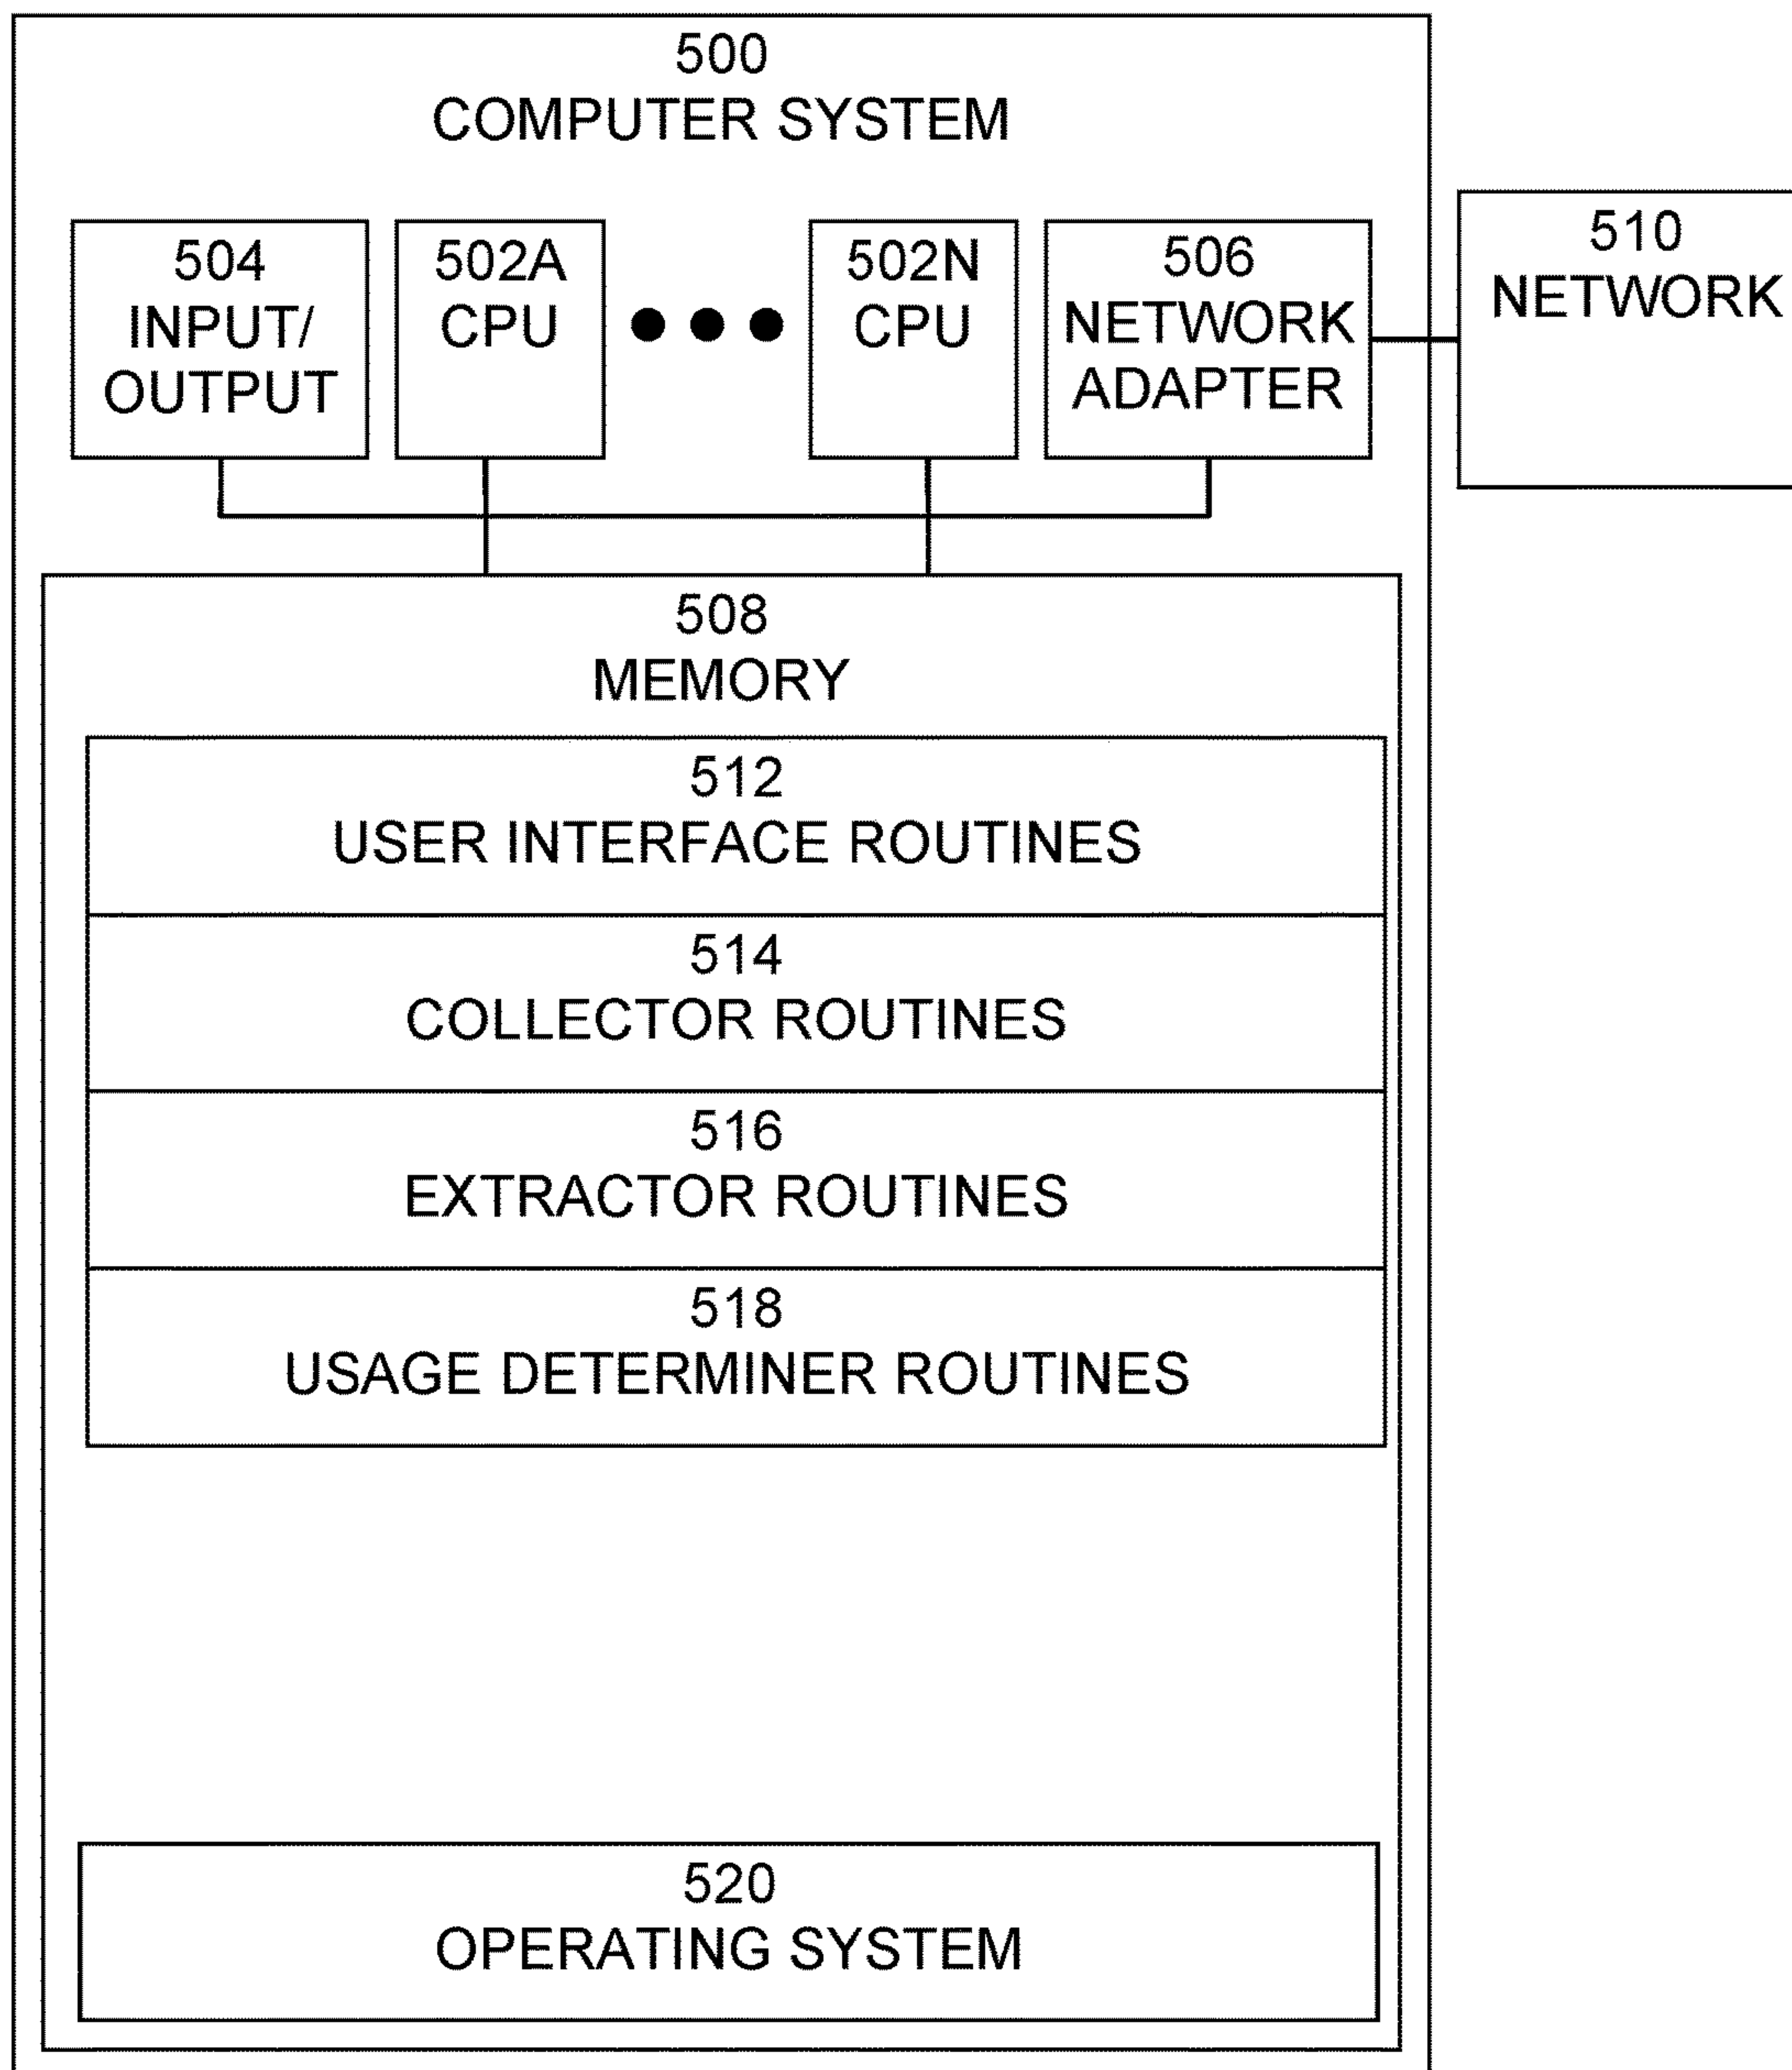 500
COMPUTER SYSTEM
504
INPUT/
OUTPUT
502A
CPU
502N
CPU
506
NETWORK
ADAPTER
510
NETWORK
508
MEMORY
512
USER INTERFACE ROUTINES
514
COLLECTOR ROUTINES
516
EXTRACTOR ROUTINES
518
USAGE DETERMINER ROUTINES
520
OPERATING SYSTEM